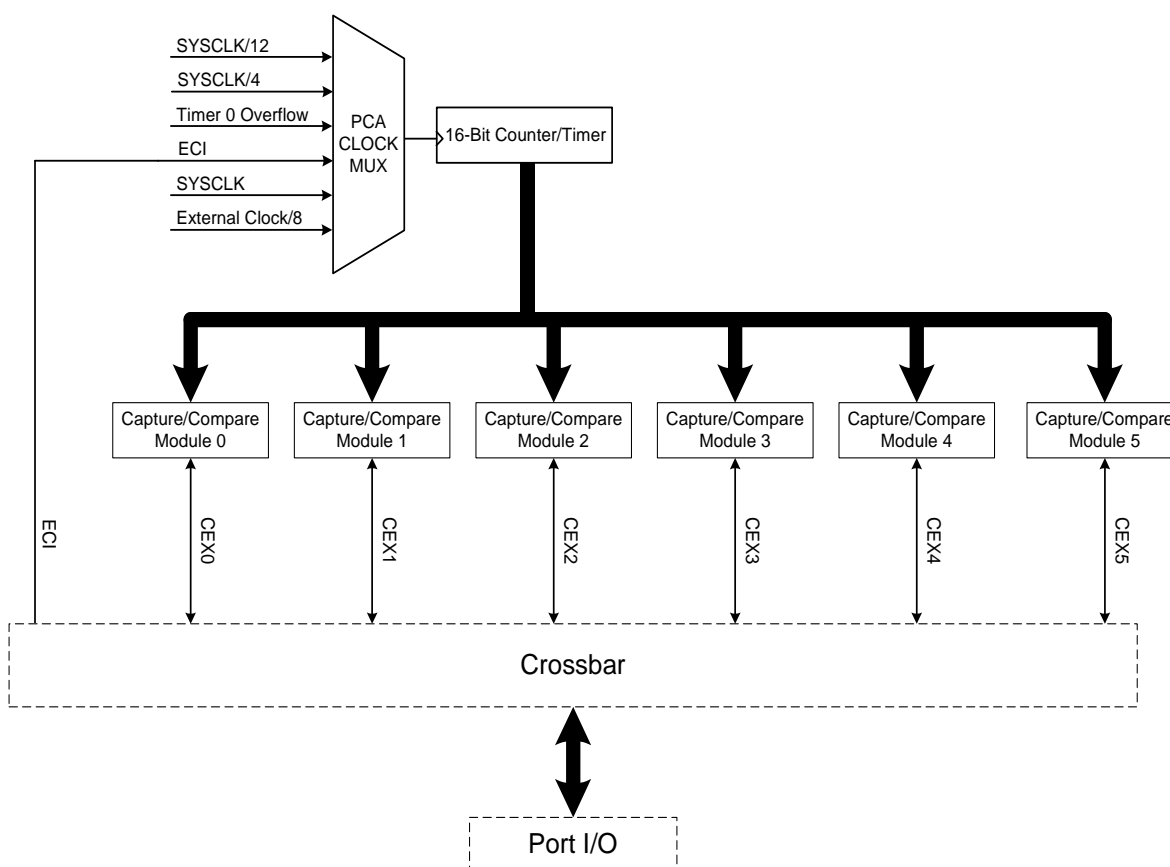 SYSCLK/12
SYSCLK/4
Timer 0 Overflow
ECI
SYSCLK
External Clock/8
PCA
CLOCK
MUX
16-Bit Counter/Timer
Capture/Compare
Module 0
Capture/Compare
Module 1
Capture/Compare
Module 2
Capture/Compare
Module 3
Capture/Compare
Module 4
Capture/Compare
Module 5
ECI
CEX0
CEX1
CEX2
CEX3
CEX4
CEX5
Crossbar
Port I/O